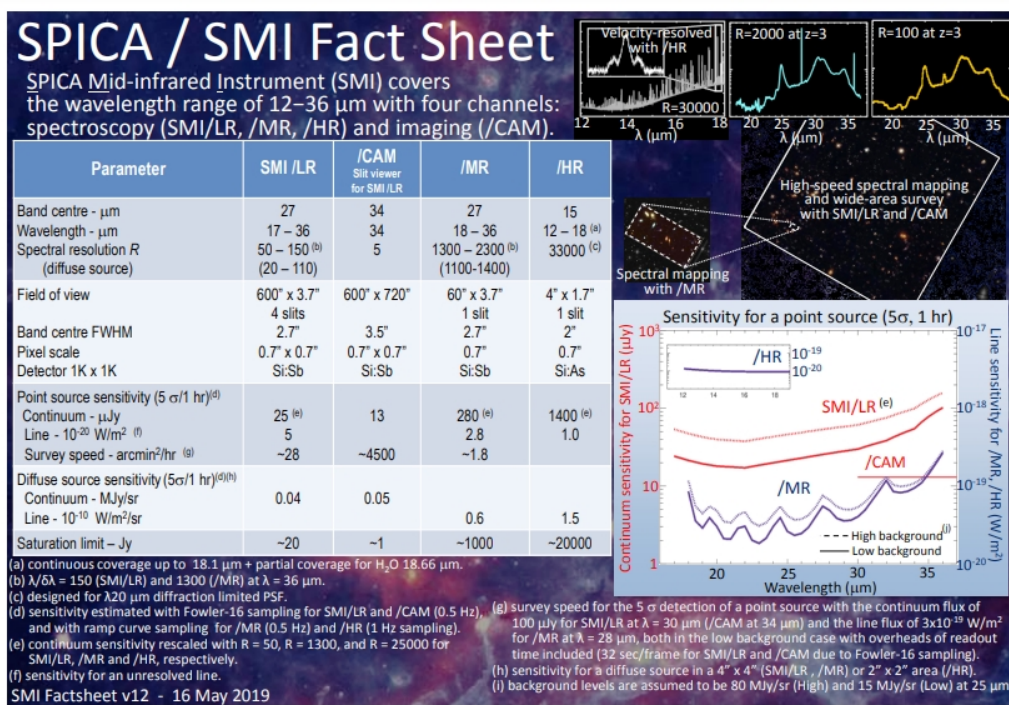 SPICA / SMI Fact Sheet
SPICA Mid-infrared Instrument (SMI) covers
the wavelength range of 12−36 μm with four channels:
spectroscopy (SMI/LR, /MR, /HR) and imaging (/CAM).
Velocity-resolved
with /HR
R=30000
12 14 16 18
λ (μm)
R=2000 at z=3
20 25 30 35
λ (μm)
R=100 at z=3
20 25 30 35
λ (μm)
High-speed spectral mapping
and wide-area survey
with SMI/LR and /CAM
Spectral mapping
with /MR
Parameter SMI /LR /CAM Slit viewer for SMI /LR /MR /HR
Band centre - μm 27 34 27 15
Wavelength - μm 17 – 36 34 18 – 36 12 – 18 (a)
Spectral resolution R 50 – 150 (b) 5 1300 – 2300 (b) 33000 (c)
(diffuse source) (20 – 110) (1100-1400)
Field of view 600” x 3.7” 600” x 720” 60” x 3.7” 4” x 1.7”
4 slits 1 slit 1 slit
Band centre FWHM 2.7” 3.5” 2.7” 2”
Pixel scale 0.7” x 0.7” 0.7” x 0.7” 0.7” 0.7”
Detector 1K x 1K Si:Sb Si:Sb Si:Sb Si:As
Point source sensitivity (5 σ/1 hr)(d)
Continuum - μJy 25 (e) 13 280 (e) 1400 (e)
Line - 10-20 W/m2 (f) 5 2.8 1.0
Survey speed - arcmin2/hr (g) ~28 ~4500 ~1.8
Diffuse source sensitivity (5σ/1 hr)(d)(h)
Continuum - MJy/sr 0.04 0.05
Line - 10-10 W/m2/sr 0.6 1.5
Saturation limit – Jy ~20 ~1 ~1000 ~20000
Sensitivity for a point source (5σ, 1 hr)
Continuum sensitivity for SMI/LR (μJy)
103
102
10
1
/HR
10-19
10-20
12 14 16 18
SMI/LR (e)
/CAM
/MR
High background (j)
Low background
20 25 30 35
Wavelength (μm)
10-17
10-18
10-19
10-20
Line sensitivity for /MR, /HR (W/m2)
(a) continuous coverage up to 18.1 μm + partial coverage for H2O 18.66 μm.
(b) λ/δλ = 150 (SMI/LR) and 1300 (/MR) at λ = 36 μm.
(c) designed for λ20 μm diffraction limited PSF.
(d) sensitivity estimated with Fowler-16 sampling for SMI/LR and /CAM (0.5 Hz),
and with ramp curve sampling for /MR (0.5 Hz) and /HR (1 Hz sampling).
(e) continuum sensitivity rescaled with R = 50, R = 1300, and R = 25000 for
SMI/LR, /MR and /HR, respectively.
(f) sensitivity for an unresolved line.
SMI Factsheet v12 - 16 May 2019
(g) survey speed for the 5 σ detection of a point source with the continuum flux of
100 μJy for SMI/LR at λ = 30 μm (/CAM at 34 μm) and the line flux of 3x10-19 W/m2
for /MR at λ = 28 μm, both in the low background case with overheads of readout
time included (32 sec/frame for SMI/LR and /CAM due to Fowler-16 sampling).
(h) sensitivity for a diffuse source in a 4” x 4” (SMI/LR , /MR) or 2” x 2” area (/HR).
(i) background levels are assumed to be 80 MJy/sr (High) and 15 MJy/sr (Low) at 25 μm